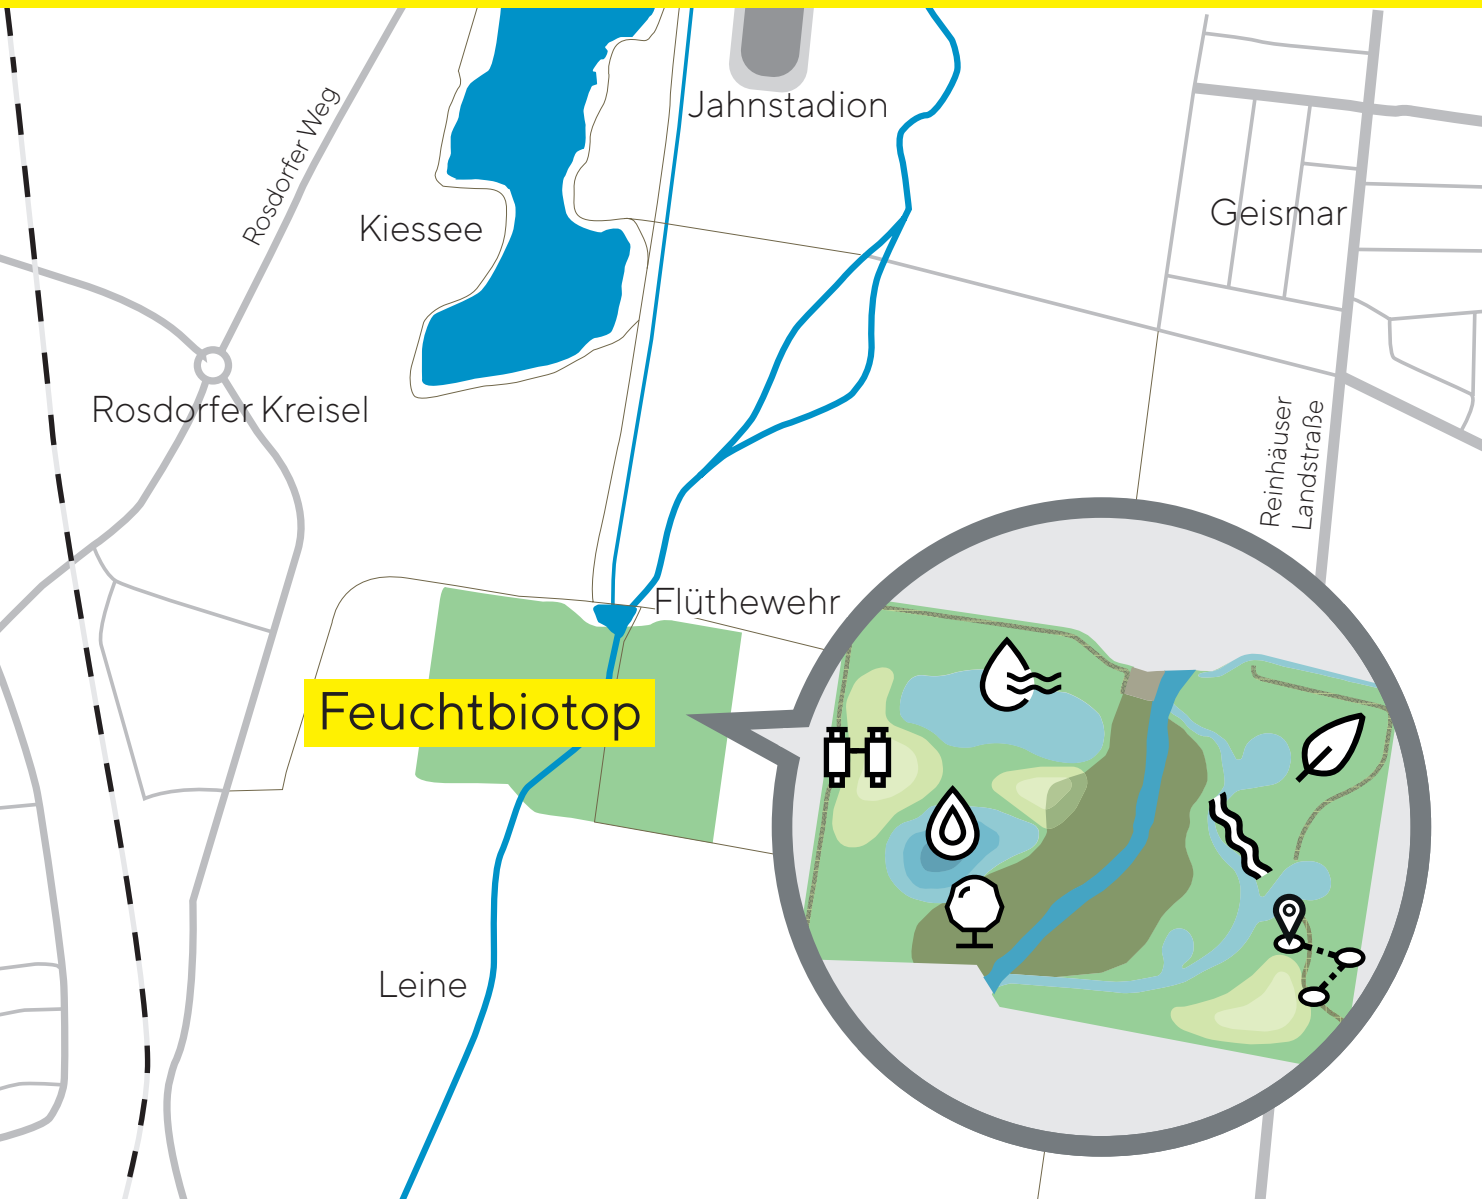 Jahnstadion
Rosdorfer Weg
Kiessee
Geismar
Rosdorfer Kreisel
Reinhäuser
Landstraße
Flüthewehr
Feuchtbiotop
Leine